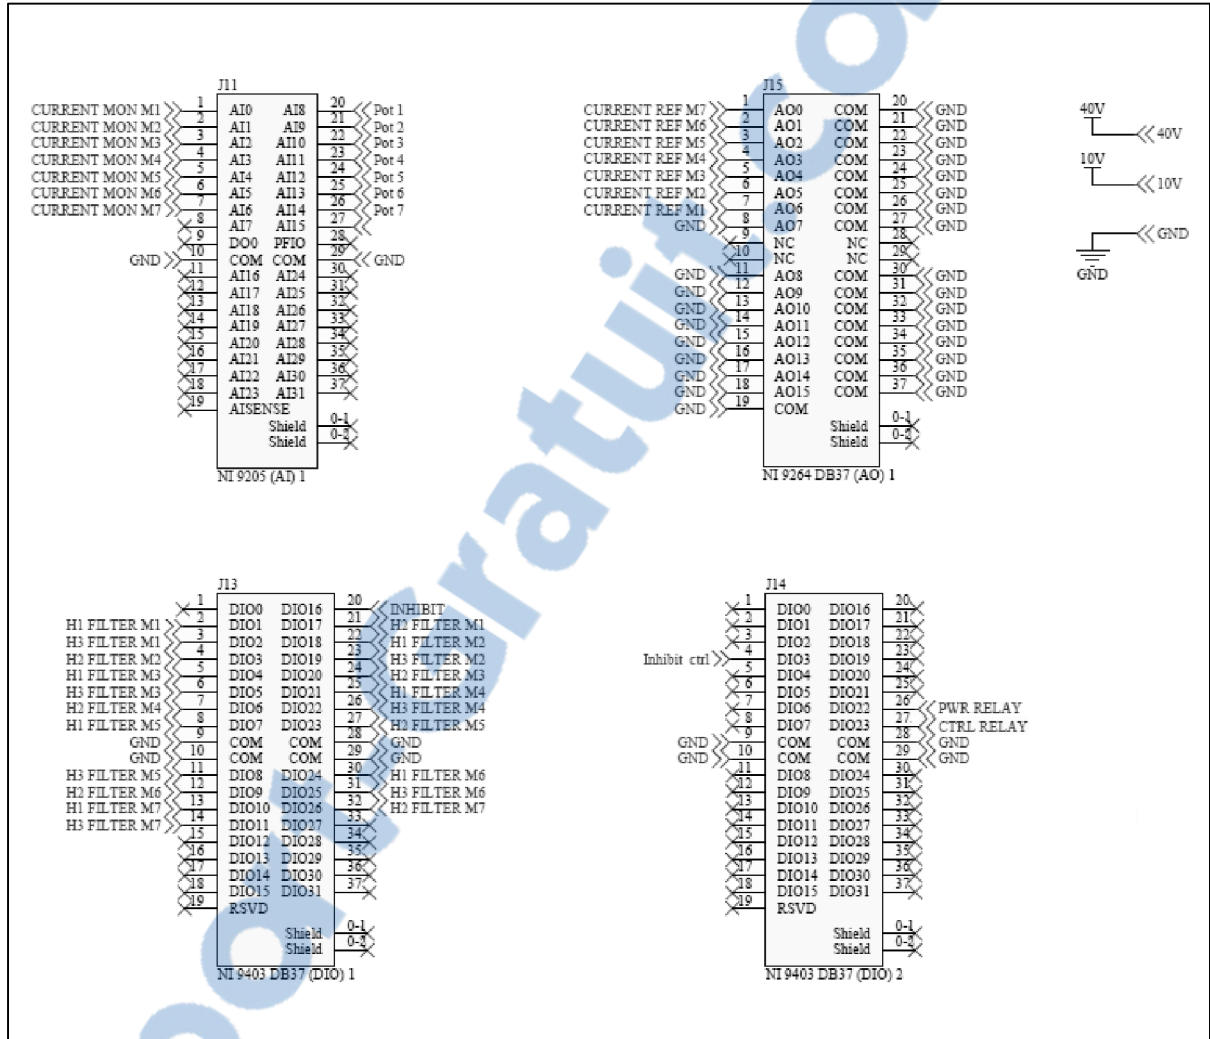 J11
CURRENT MON M1 1 AI0 AI8 20 Pot 1
CURRENT MON M2 2 AI1 AI9 21 Pot 2
CURRENT MON M3 3 AI2 AI10 22 Pot 3
CURRENT MON M4 4 AI3 AI11 23 Pot 4
CURRENT MON M5 5 AI4 AI12 24 Pot 5
CURRENT MON M6 6 AI5 AI13 25 Pot 6
CURRENT MON M7 7 AI6 AI14 26 Pot 7
8 AI7 AI15 27
9 DO0 PFI0 28
GND 10 COM COM 29 GND
11 AI16 AI24 30
12 AI17 AI25 31
13 AI18 AI26 32
14 AI19 AI27 33
15 AI20 AI28 34
16 AI21 AI29 35
17 AI22 AI30 36
18 AI23 AI31 37
19 AISENSE
Shield 0-1
Shield 0-2
NI 9205 (AI) 1
J15
CURRENT REF M7 1 AO0 COM 20 GND
CURRENT REF M6 2 AO1 COM 21 GND
CURRENT REF M5 3 AO2 COM 22 GND
CURRENT REF M4 4 AO3 COM 23 GND
CURRENT REF M3 5 AO4 COM 24 GND
CURRENT REF M2 6 AO5 COM 25 GND
CURRENT REF M1 7 AO6 COM 26 GND
GND 8 AO7 COM 27 GND
9 NC NC 28
10 NC NC 29
GND 11 AO8 COM 30 GND
GND 12 AO9 COM 31 GND
GND 13 AO10 COM 32 GND
GND 14 AO11 COM 33 GND
GND 15 AO12 COM 34 GND
GND 16 AO13 COM 35 GND
GND 17 AO14 COM 36 GND
GND 18 AO15 COM 37 GND
GND 19 COM
Shield 0-1
Shield 0-2
NI 9264 DB37 (AO) 1
40V
40V
10V
10V
GND
GND
J13
1 DIO0 DIO16 20 INHIBIT
H1 FILTER M1 2 DIO1 DIO17 21 H2 FILTER M1
H3 FILTER M1 3 DIO2 DIO18 22 H1 FILTER M2
H2 FILTER M2 4 DIO3 DIO19 23 H3 FILTER M2
H1 FILTER M3 5 DIO4 DIO20 24 H2 FILTER M3
H3 FILTER M3 6 DIO5 DIO21 25 H1 FILTER M4
H2 FILTER M4 7 DIO6 DIO22 26 H3 FILTER M4
H1 FILTER M5 8 DIO7 DIO23 27 H2 FILTER M5
GND 9 COM COM 28 GND
GND 10 COM COM 29 GND
H3 FILTER M5 11 DIO8 DIO24 30 H1 FILTER M6
H2 FILTER M6 12 DIO9 DIO25 31 H3 FILTER M6
H1 FILTER M7 13 DIO10 DIO26 32 H2 FILTER M7
H3 FILTER M7 14 DIO11 DIO27 33
15 DIO12 DIO28 34
16 DIO13 DIO29 35
17 DIO14 DIO30 36
18 DIO15 DIO31 37
19 RSVD
Shield 0-1
Shield 0-2
NI 9403 DB37 (DIO) 1
J14
1 DIO0 DIO16 20
2 DIO1 DIO17 21
3 DIO2 DIO18 22
Inhibit ctrl 4 DIO3 DIO19 23
5 DIO4 DIO20 24
6 DIO5 DIO21 25
7 DIO6 DIO22 26 PWR RELAY
8 DIO7 DIO23 27 CTRL RELAY
GND 9 COM COM 28 GND
GND 10 COM COM 29 GND
11 DIO8 DIO24 30
12 DIO9 DIO25 31
13 DIO10 DIO26 32
14 DIO11 DIO27 33
15 DIO12 DIO28 34
16 DIO13 DIO29 35
17 DIO14 DIO30 36
18 DIO15 DIO31 37
19 RSVD
Shield 0-1
Shield 0-2
NI 9403 DB37 (DIO) 2
port.Gratuit.co